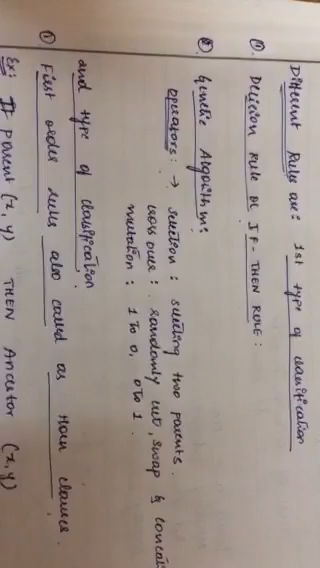 Different Rules are: 1st type of classification
①. Decision Rule or IF-THEN RULE:
②. Genetic Algorithm:
operators: → selection: selecting two parents.
cross over: randomly cut, swap & concat
mutation: 1 to 0, 0 to 1.
2nd type of classification
① First order rules also called as Horn clauses.
Ex: If parent (x, y) THEN Ancestor (x, y)